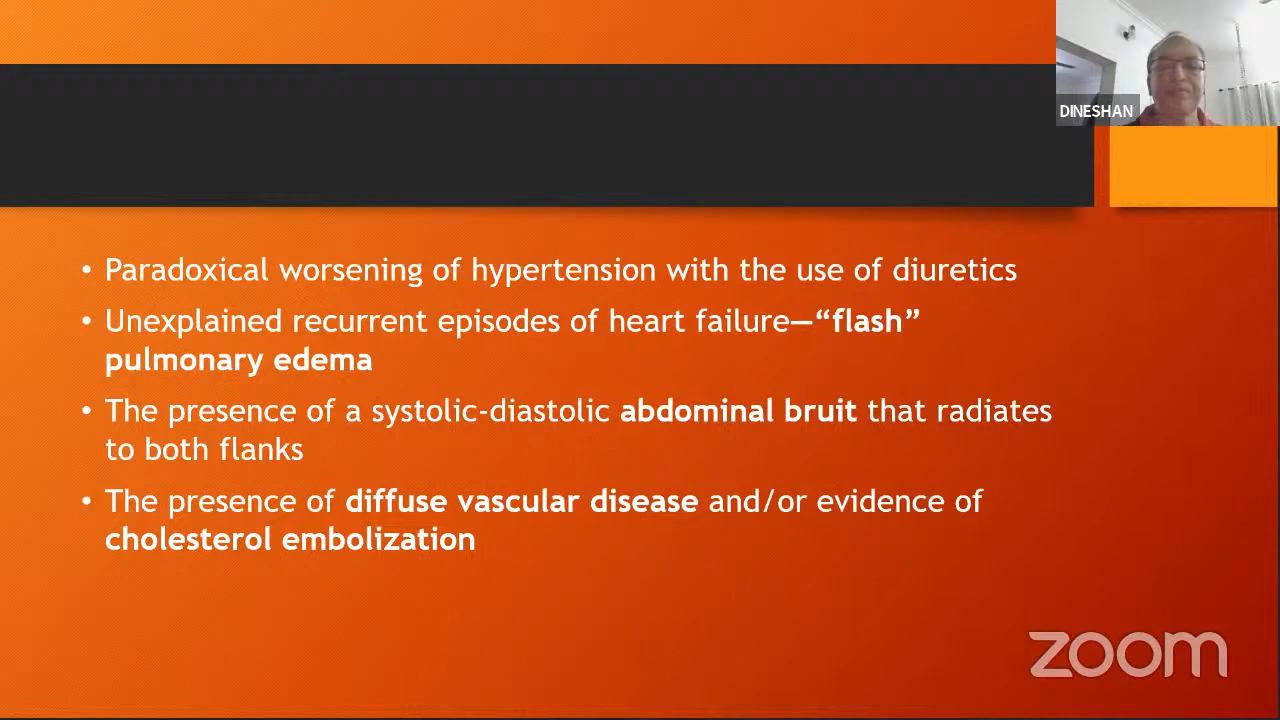 DINESHAN
• Paradoxical worsening of hypertension with the use of diuretics
• Unexplained recurrent episodes of heart failure—“flash”
pulmonary edema
• The presence of a systolic-diastolic abdominal bruit that radiates
to both flanks
• The presence of diffuse vascular disease and/or evidence of
cholesterol embolization
zoom